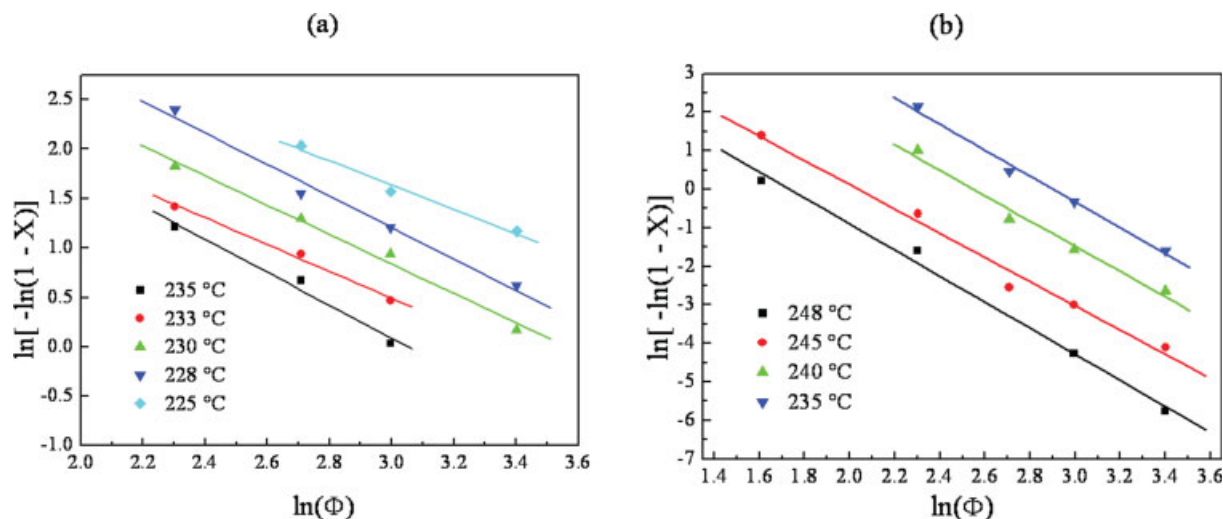 (a)
ln[ -ln(1 - X)]
2.5
2.0
1.5
1.0
0.5
0.0
-0.5
-1.0
235 °C
233 °C
230 °C
228 °C
225 °C
2.0 2.2 2.4 2.6 2.8 3.0 3.2 3.4 3.6
ln(Φ)
(b)
ln[ -ln(1 - X)]
3
2
1
0
-1
-2
-3
-4
-5
-6
-7
248 °C
245 °C
240 °C
235 °C
1.4 1.6 1.8 2.0 2.2 2.4 2.6 2.8 3.0 3.2 3.4 3.6
ln(Φ)